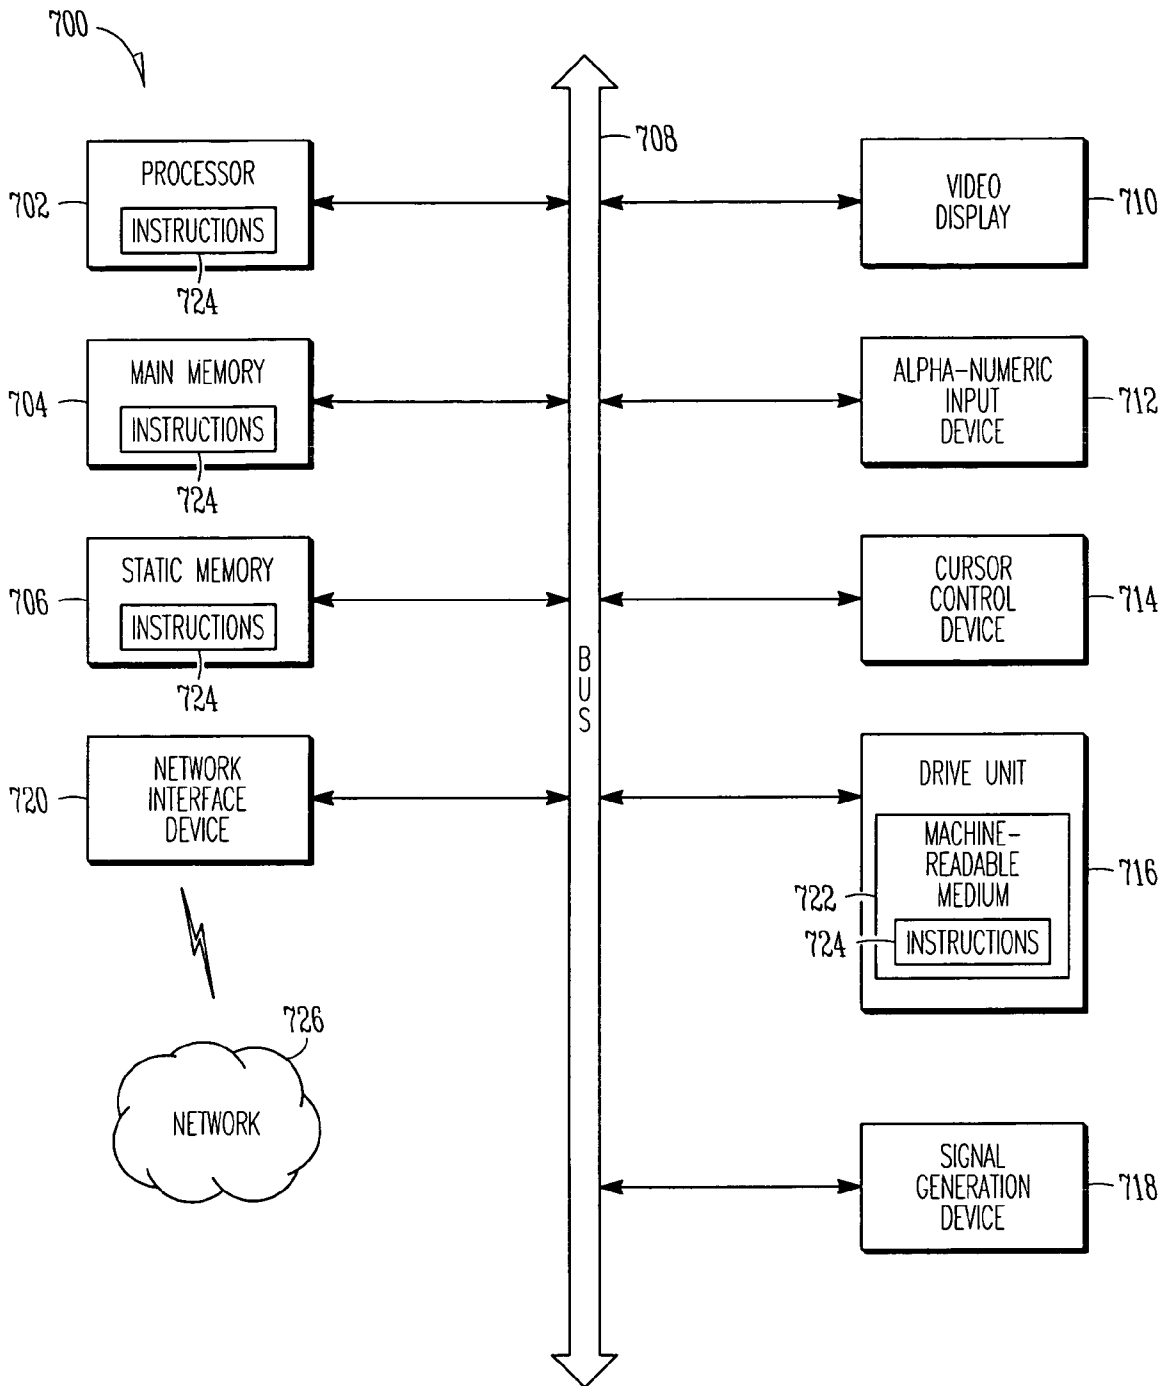 700
708
PROCESSOR
INSTRUCTIONS
702
724
MAIN MEMORY
INSTRUCTIONS
704
724
STATIC MEMORY
INSTRUCTIONS
706
724
NETWORK
INTERFACE
DEVICE
720
726
NETWORK
BUS
VIDEO
DISPLAY
710
ALPHA-NUMERIC
INPUT
DEVICE
712
CURSOR
CONTROL
DEVICE
714
DRIVE UNIT
MACHINE-
READABLE
MEDIUM
722
716
724
INSTRUCTIONS
SIGNAL
GENERATION
DEVICE
718